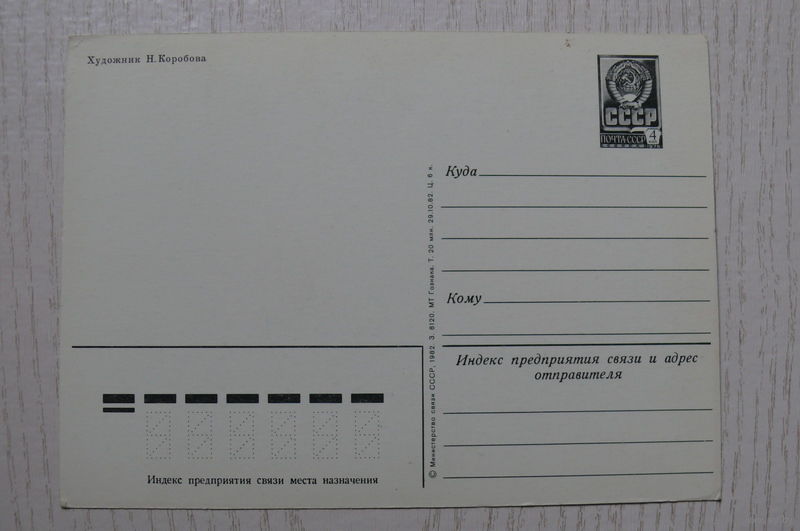 Художник Н. Коробова
СССР
ПОЧТА СССР
4
Куда
Кому
© Министерство связи СССР, 1982. З. 8120. МТ Гознака. Т. 20 млн. 29.10.82. Ц. 6 к.
Индекс предприятия связи и адрес
отправителя
Индекс предприятия связи места назначения